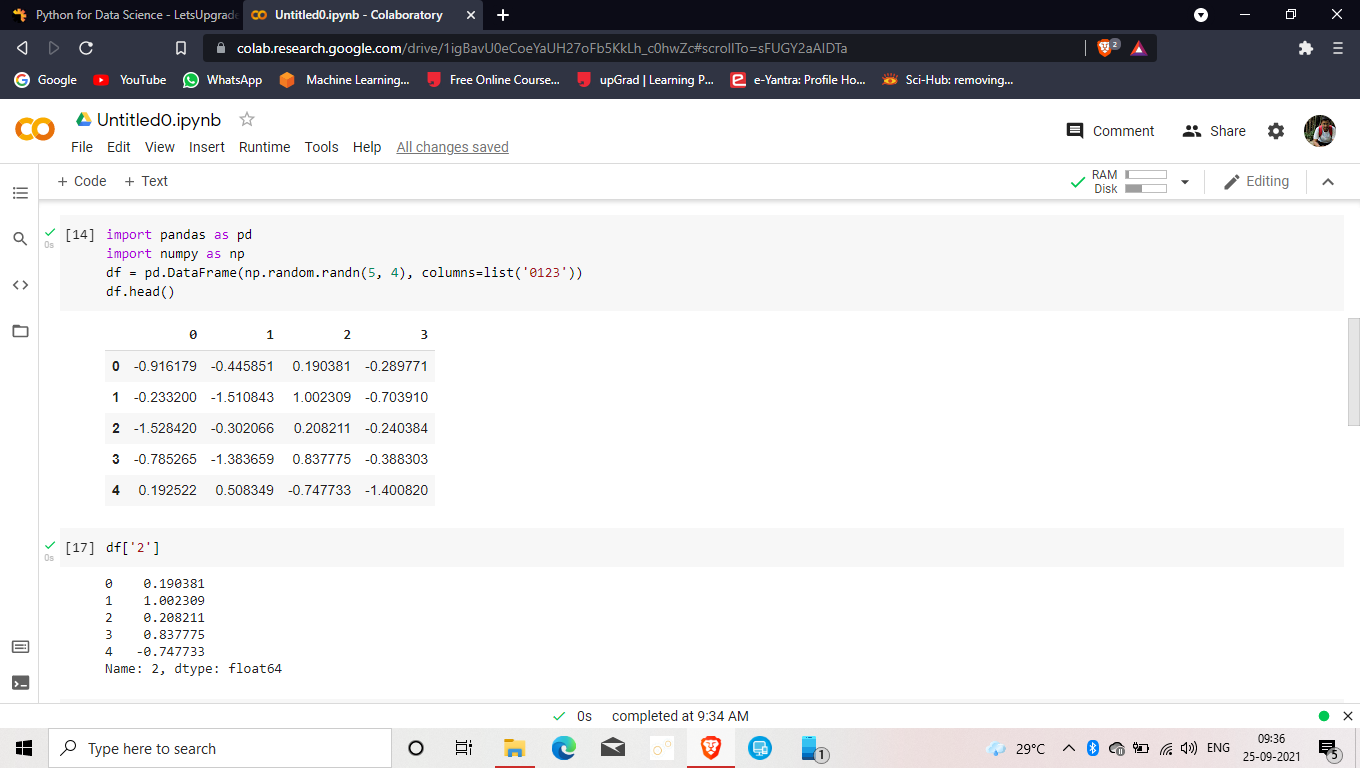 Python for Data Science - LetsUpgrade
Untitled0.ipynb - Colaboratory
colab.research.google.com/drive/1igBavU0eCoeYaUH27oFb5KkLh_c0hwZc#scrollTo=sFUGY2aAIDTa
2
Google YouTube WhatsApp Machine Learning... Free Online Course... upGrad | Learning P... e-Yantra: Profile Ho... Sci-Hub: removing...
Untitled0.ipynb
Comment Share
File Edit View Insert Runtime Tools Help All changes saved
+ Code + Text
RAM
Disk
Editing
[14] import pandas as pd
0s
import numpy as np
df = pd.DataFrame(np.random.randn(5, 4), columns=list('0123'))
df.head()
0 1 2 3
0 -0.916179 -0.445851 0.190381 -0.289771
1 -0.233200 -1.510843 1.002309 -0.703910
2 -1.528420 -0.302066 0.208211 -0.240384
3 -0.785265 -1.383659 0.837775 -0.388303
4 0.192522 0.508349 -0.747733 -1.400820
[17] df['2']
0s
0 0.190381
1 1.002309
2 0.208211
3 0.837775
4 -0.747733
Name: 2, dtype: float64
0s completed at 9:34 AM
Type here to search
1
29°C
ENG
09:36
25-09-2021
5